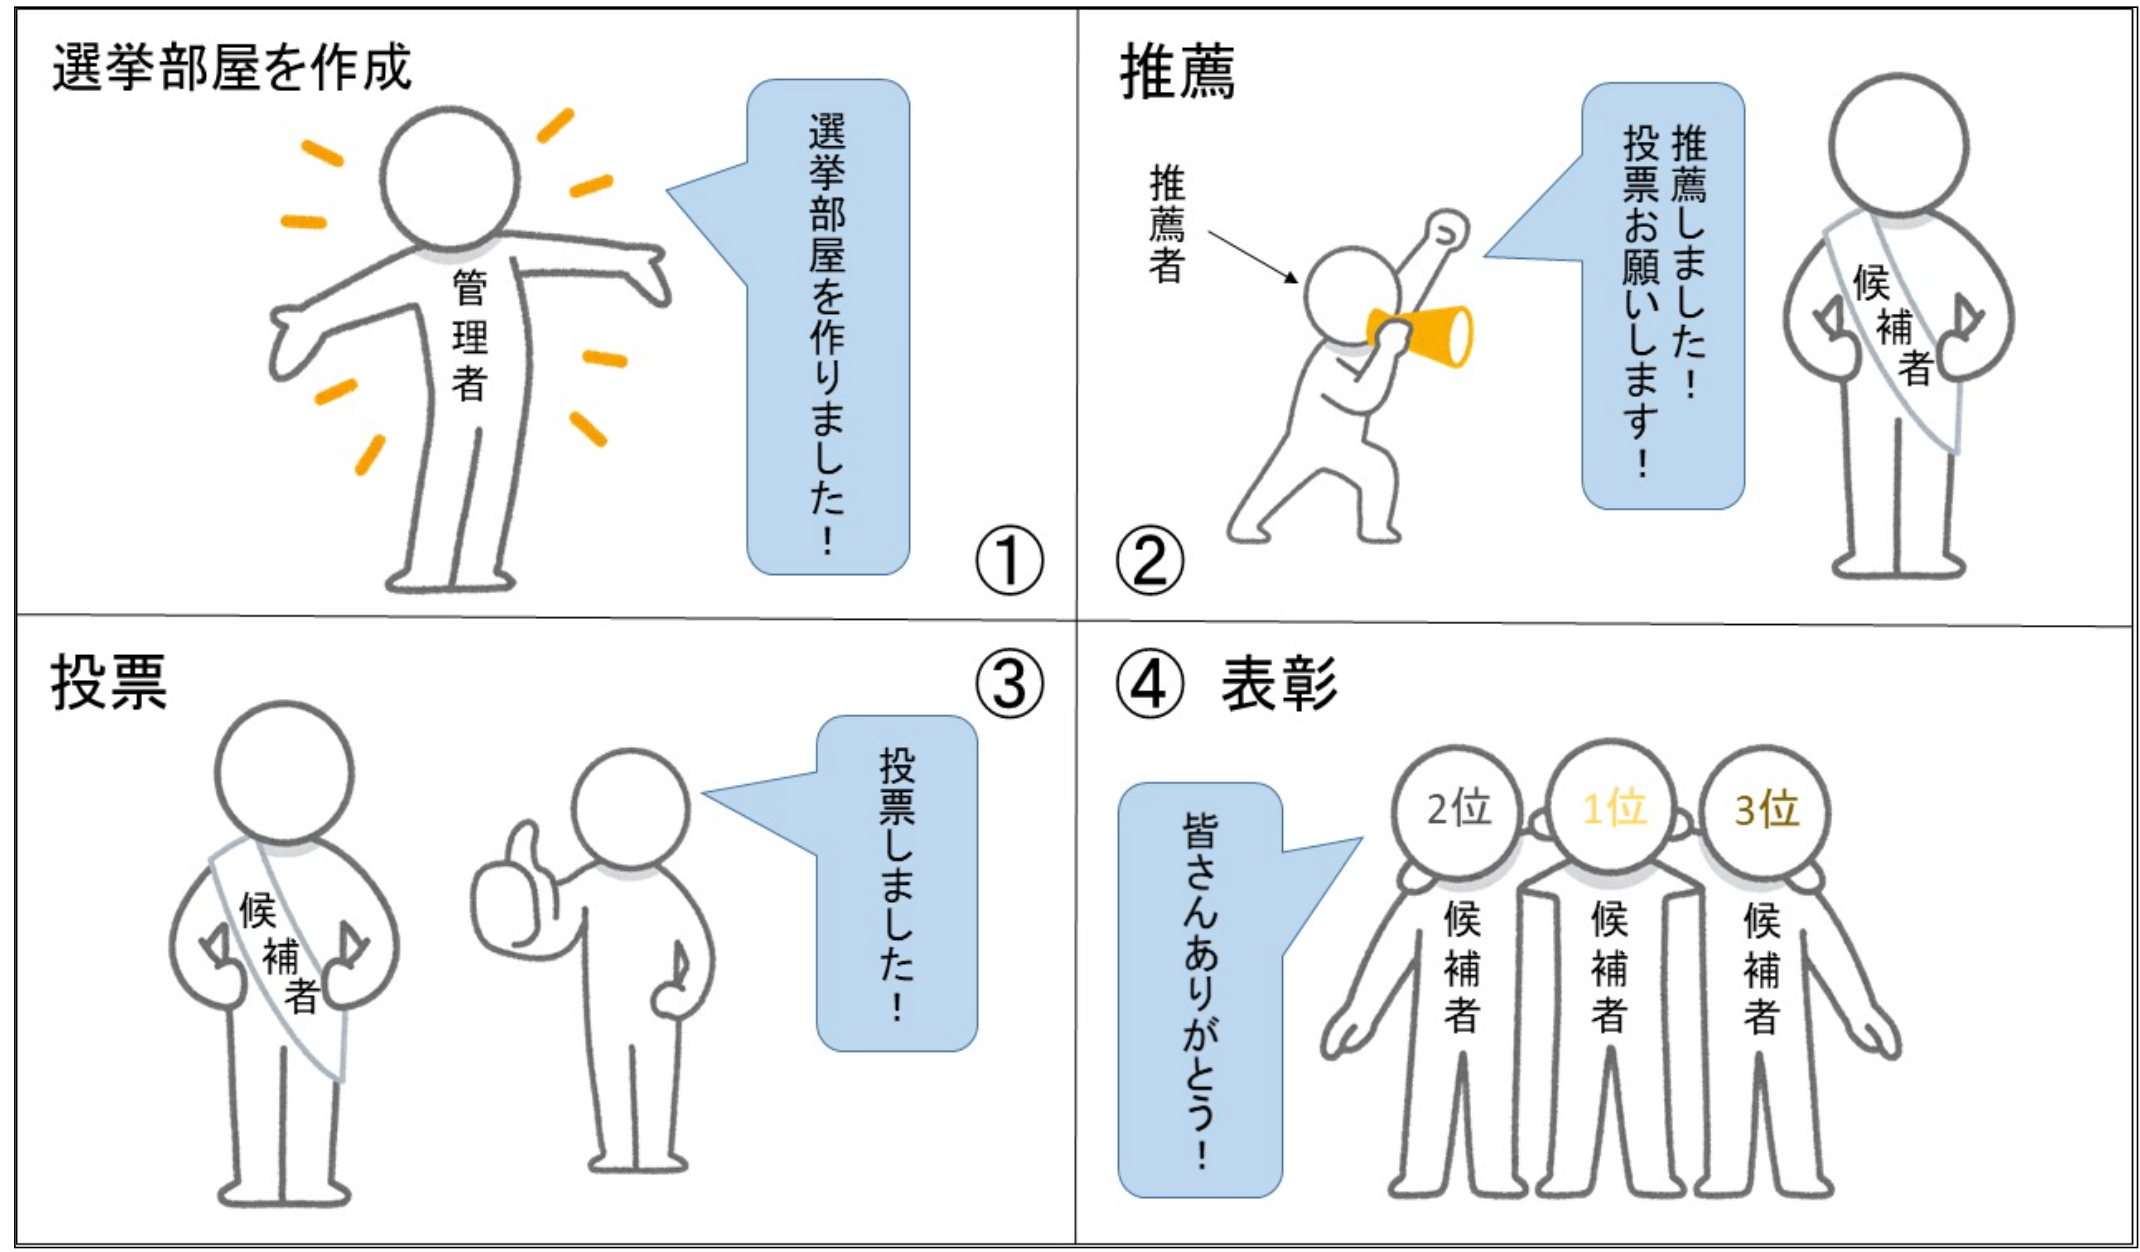 選挙部屋を作成
管理者
選挙部屋を作りました！
①
推薦
推薦者
推薦しました！
投票お願いします！
候補者
②
投票
③
候補者
投票しました！
④ 表彰
皆さんありがとう！
2位
1位
3位
候補者
候補者
候補者